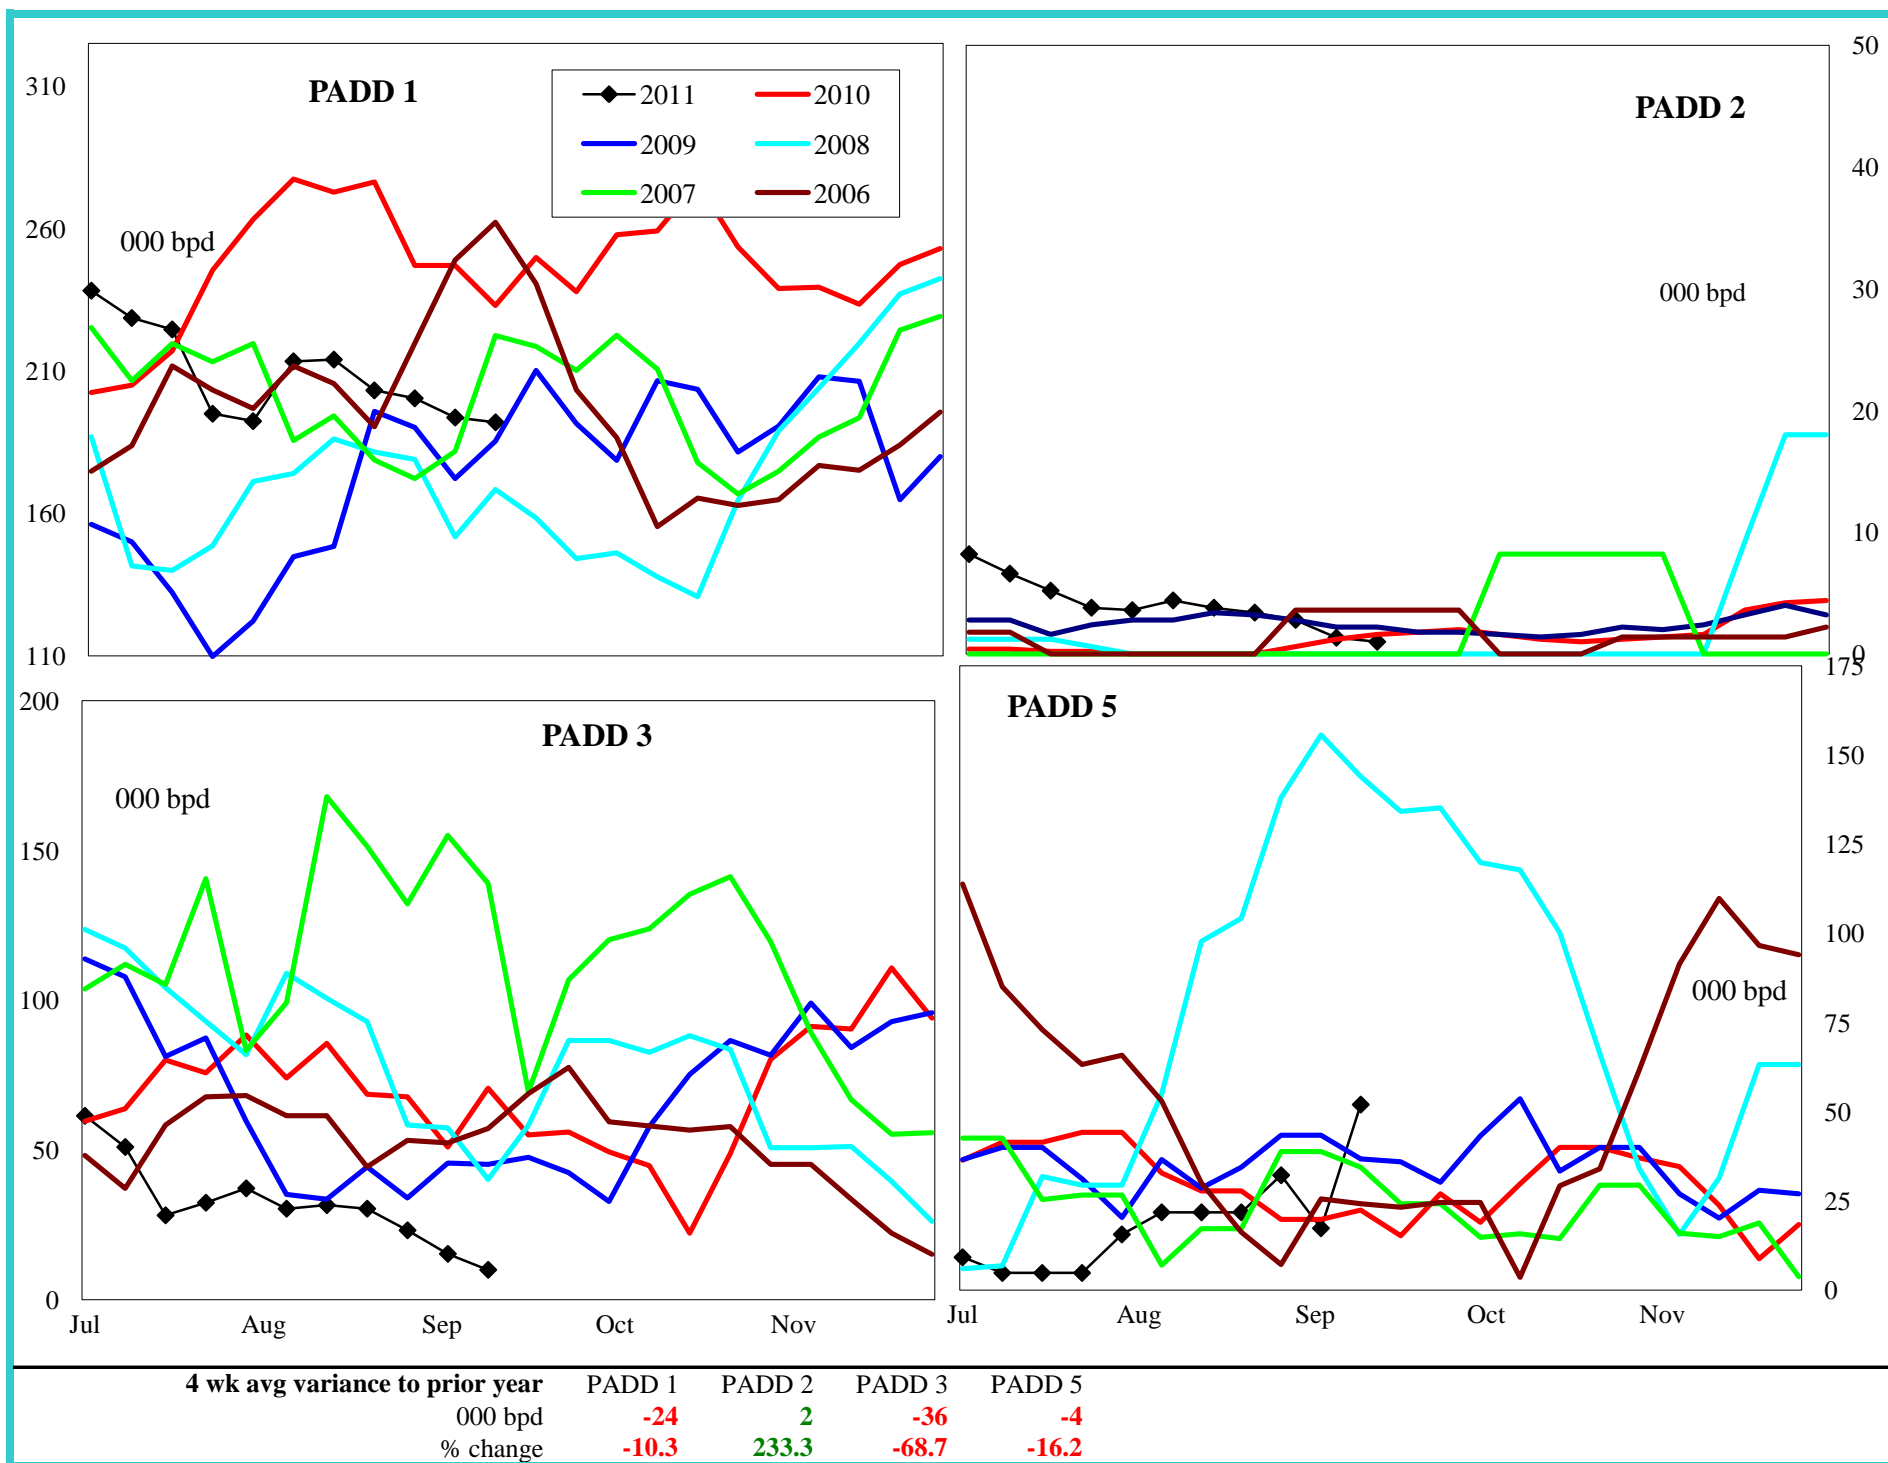 PADD 1
310
260
210
160
110
000 bpd
2011 2010
2009 2008
2007 2006
PADD 2
50
40
30
20
10
0
000 bpd
PADD 3
200
150
100
50
0
000 bpd
Jul Aug Sep Oct Nov
PADD 5
175
150
125
100
75
50
25
0
000 bpd
Jul Aug Sep Oct Nov
4 wk avg variance to prior year PADD 1 PADD 2 PADD 3 PADD 5
000 bpd -24 2 -36 -4
% change -10.3 233.3 -68.7 -16.2